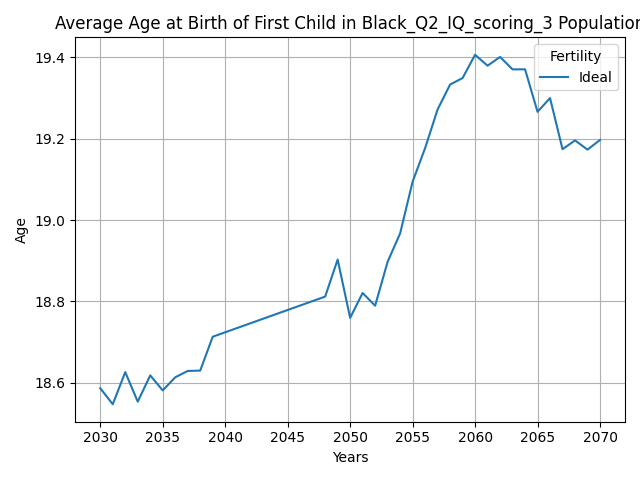 Average Age at Birth of First Child in Black_Q2_IQ_scoring_3 Population
Fertility
Ideal
19.4
19.2
19.0
18.8
18.6
Age
2030 2035 2040 2045 2050 2055 2060 2065 2070
Years